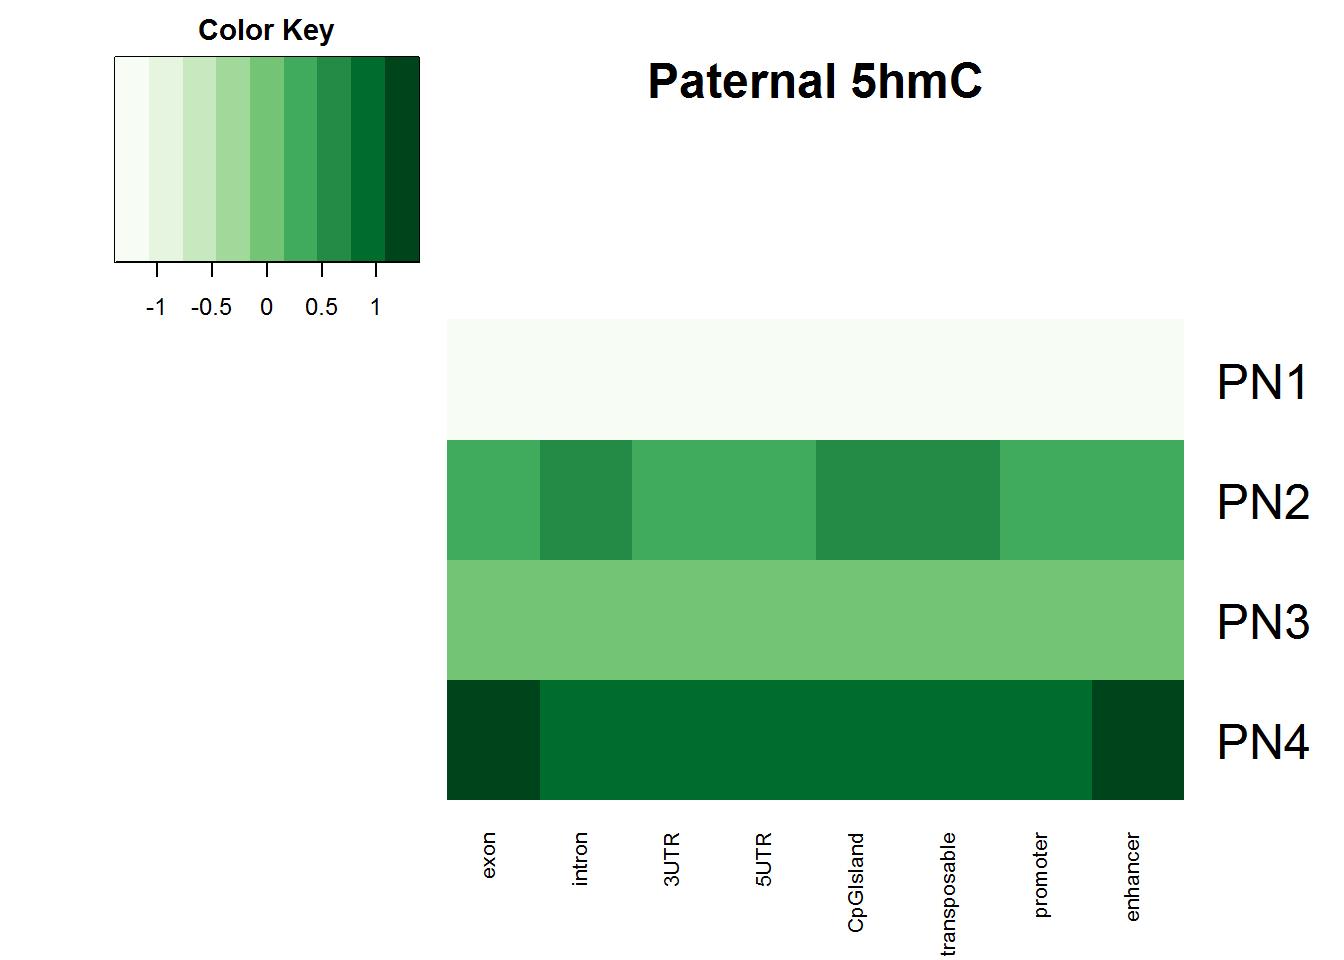 Color Key
Paternal 5hmC
-1 -0.5 0 0.5 1
PN1
PN2
PN3
PN4
exon
intron
3UTR
5UTR
CpGIsland
transposable
promoter
enhancer